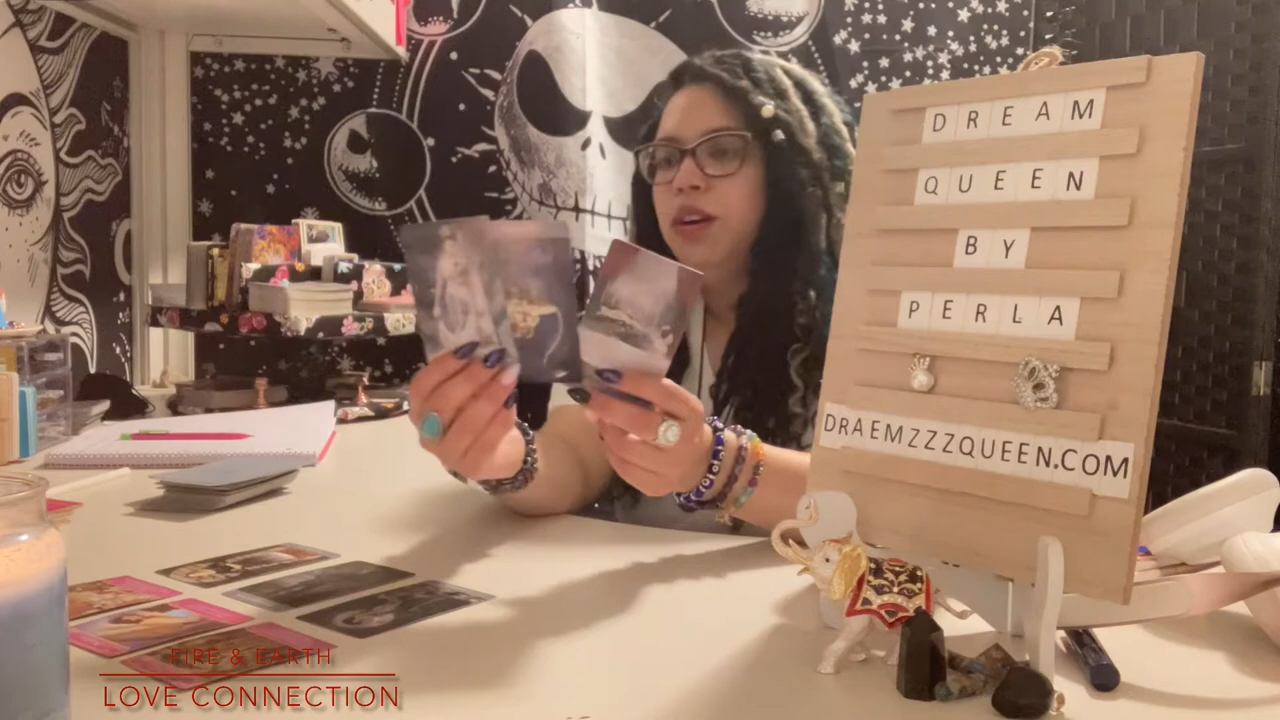 DREAM
QUEEN
BY
PERLA
DRAEMZZZQUEEN.COM
FIRE & EARTH
LOVE CONNECTION